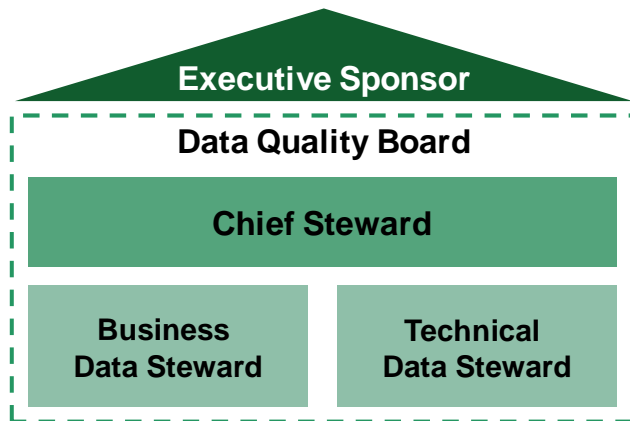 Executive Sponsor
Data Quality Board
Chief Steward
Business
Data Steward
Technical
Data Steward